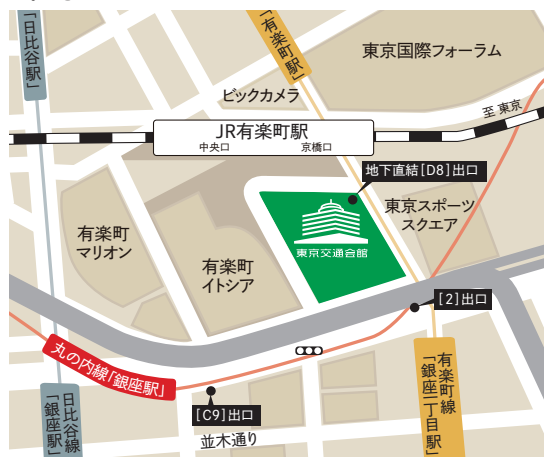 「日比谷駅」
「有楽町駅」
東京国際フォーラム
ビックカメラ
至 東京
JR有楽町駅
中央口
京橋口
地下直結[D8]出口
東京スポーツ
スクエア
有楽町
マリオン
有楽町
イトシア
東京交通会館
[2]出口
丸の内線「銀座駅」
日比谷線
「銀座駅」
[C9]出口
並木通り
有楽町線
「銀座一丁目駅」